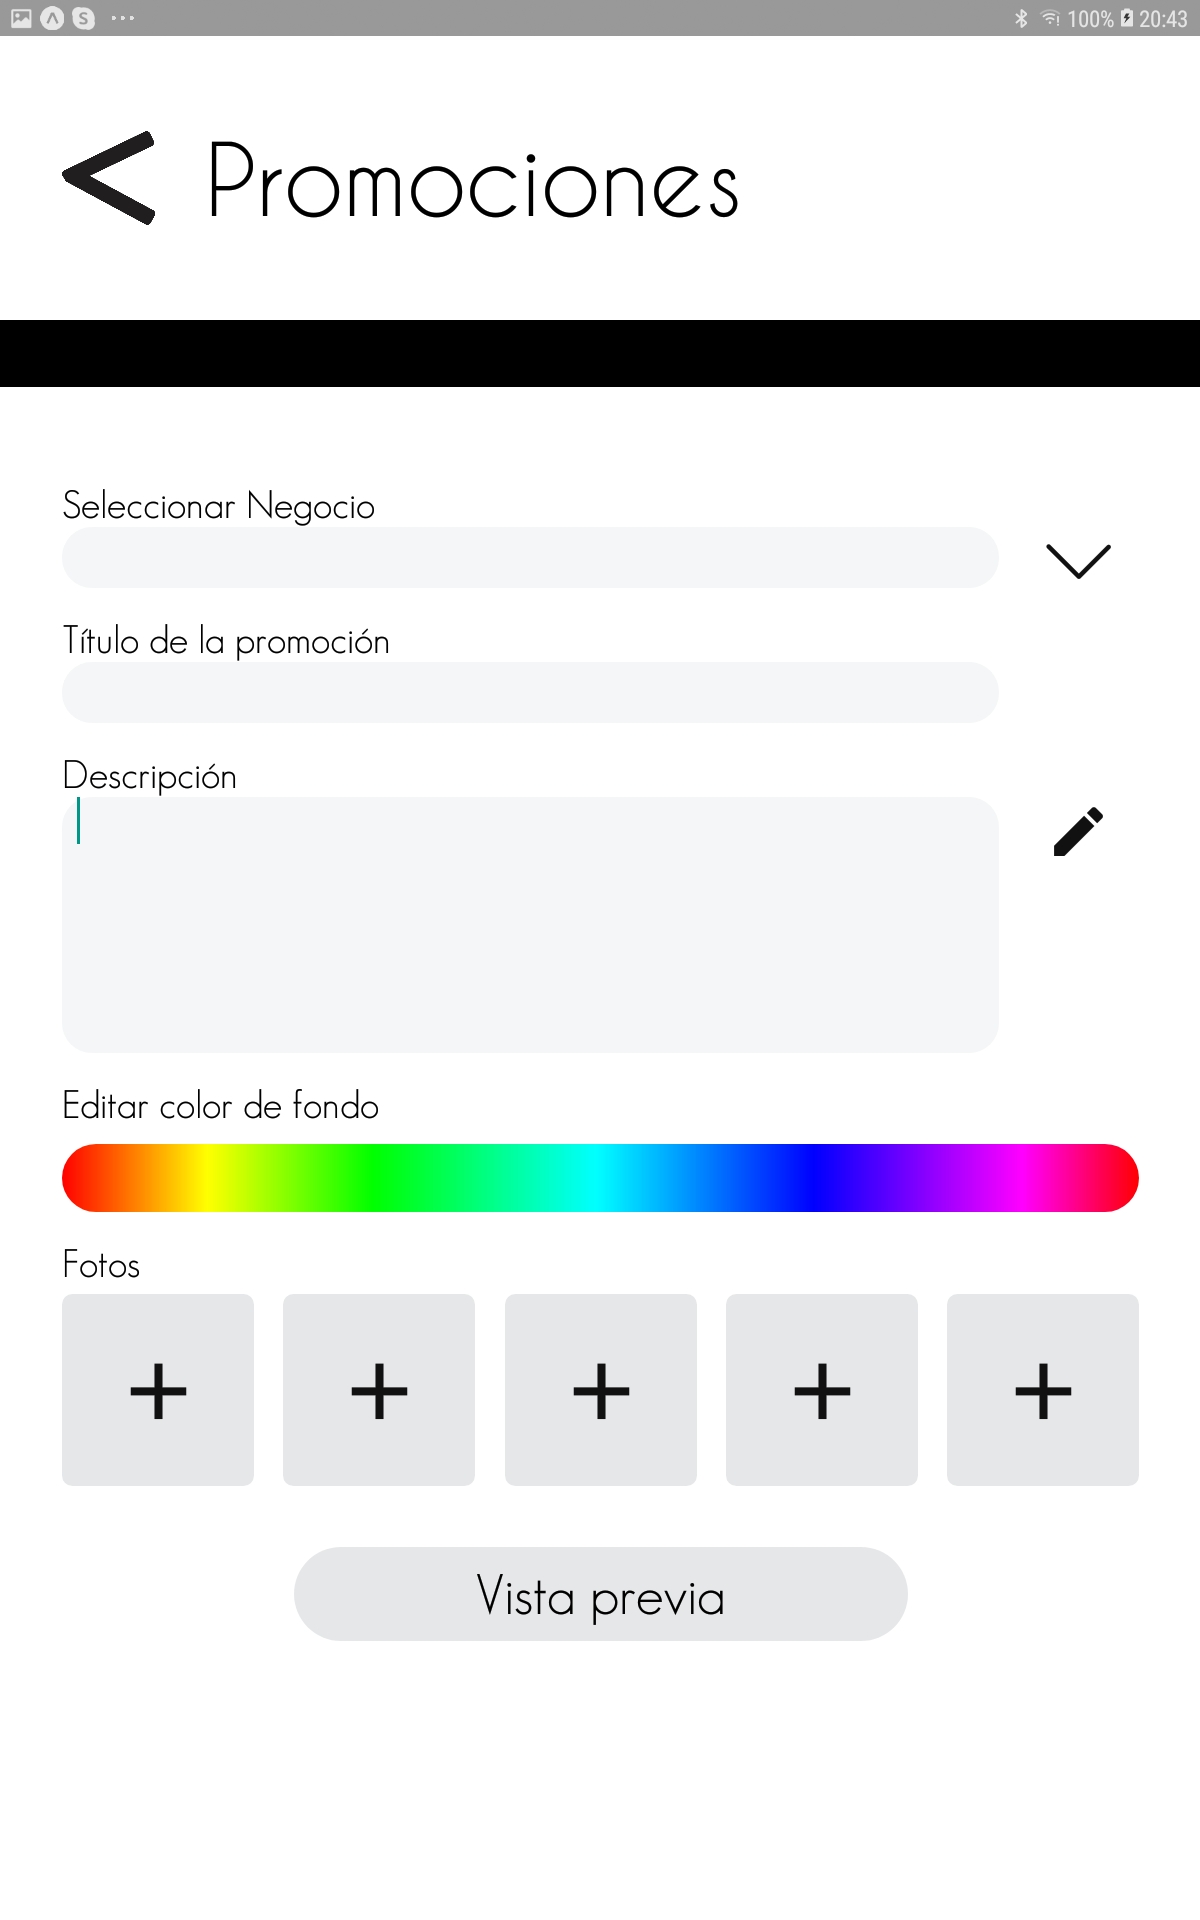 100% 20:43
Promociones
Seleccionar Negocio
Título de la promoción
Descripción
Editar color de fondo
Fotos
Vista previa